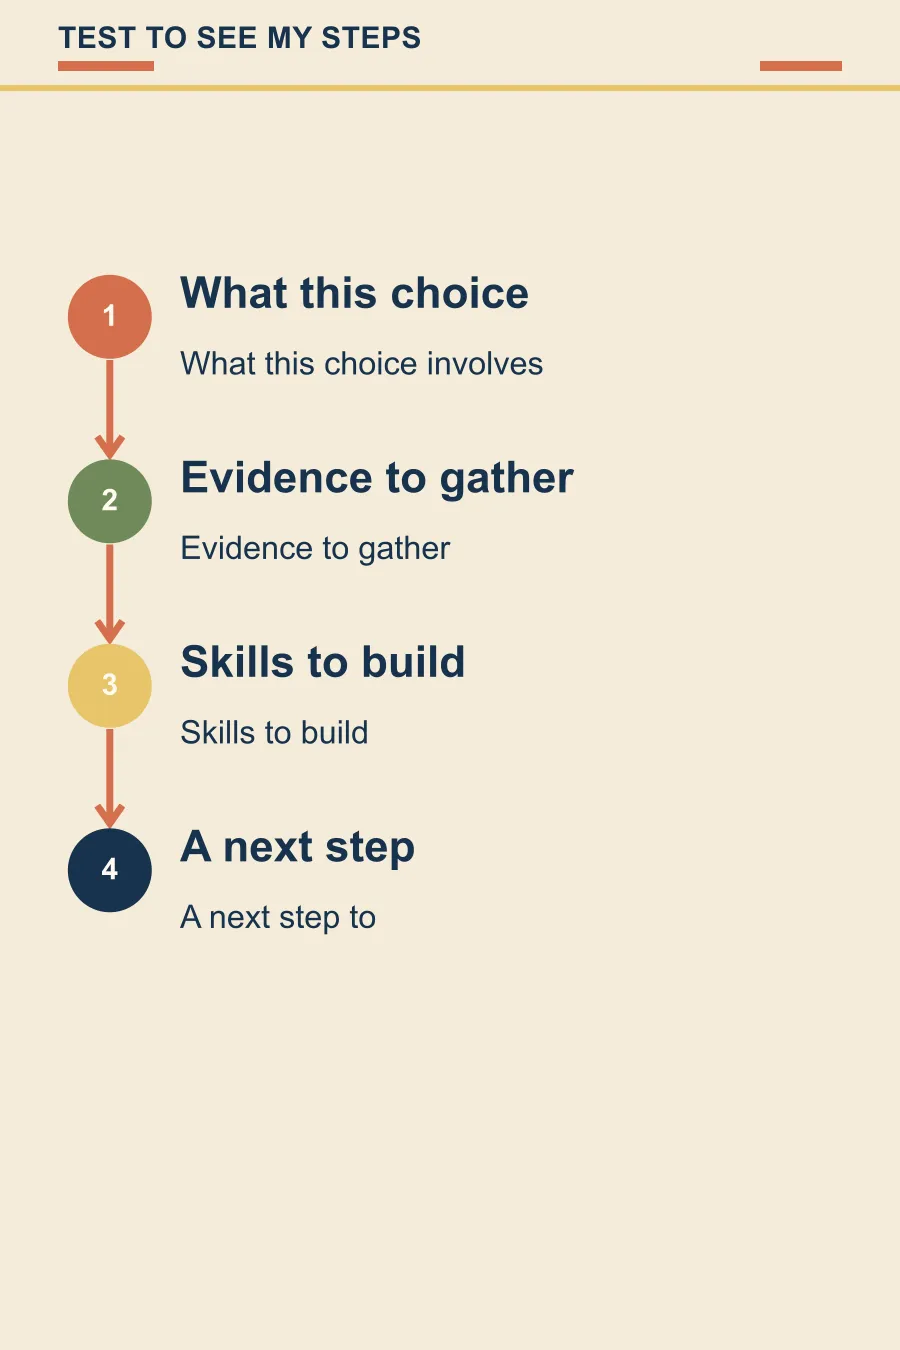 TEST TO SEE MY STEPS
1
What this choice
What this choice involves
2
Evidence to gather
Evidence to gather
3
Skills to build
Skills to build
4
A next step
A next step to